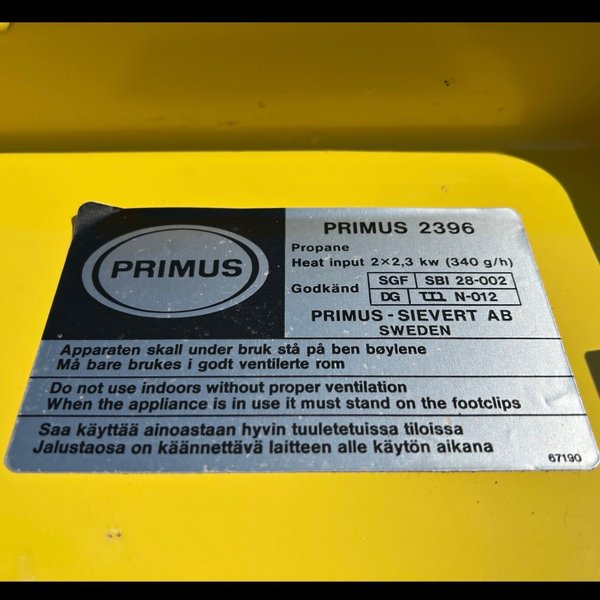 PRIMUS
PRIMUS 2396
Propane
Heat input 2×2,3 kw (340 g/h)
Godkänd
SGF SBI 28-002
DG N-012
PRIMUS - SIEVERT AB
SWEDEN
Apparaten skall under bruk stå på ben bøylene
Må bare brukes i godt ventilerte rom
Do not use indoors without proper ventilation
When the appliance is in use it must stand on the footclips
Saa käyttää ainoastaan hyvin tuuletetuissa tiloissa
Jalustaosa on käännettävä laitteen alle käytön aikana
67190